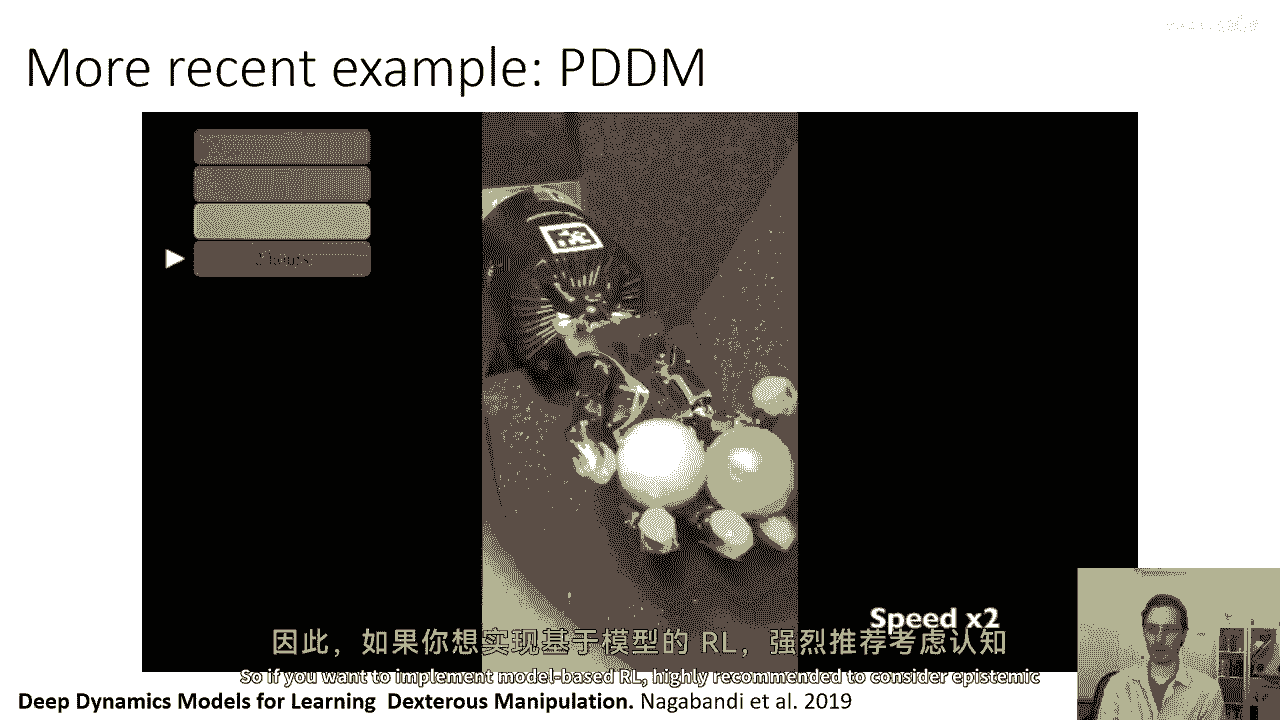 More recent example: PDDM
Speed x2
因此，如果你想实现基于模型的 RL，强烈推荐考虑认知
So if you want to implement model-based RL, highly recommended to consider epistemic
Deep Dynamics Models for Learning Dexterous Manipulation. Nagabandi et al. 2019